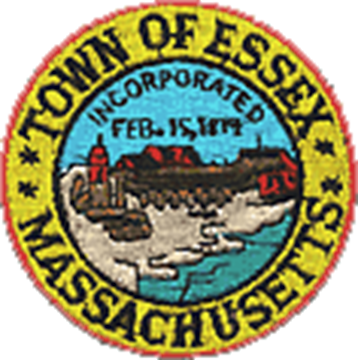 TOWN OF ESSEX
INCORPORATED
FEB. 15, 1819
MASSACHUSETTS